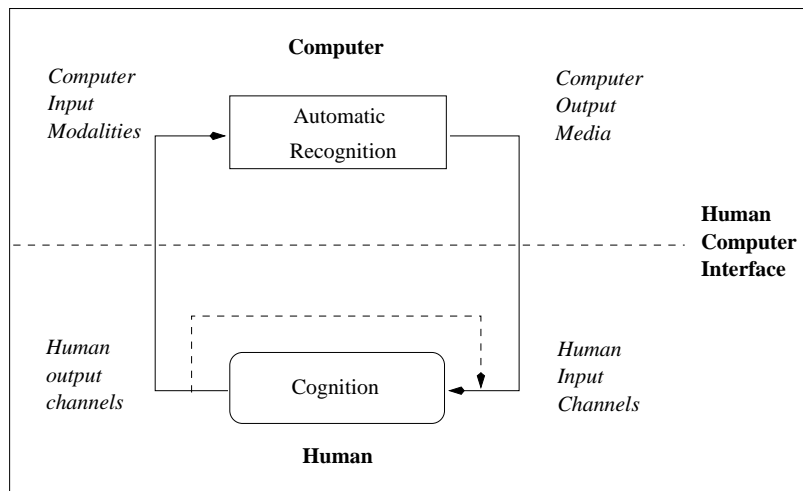 Computer
Computer
Input
Modalities
Automatic
Recognition
Computer
Output
Media
Human
Computer
Interface
Human
output
channels
Cognition
Human
Input
Channels
Human